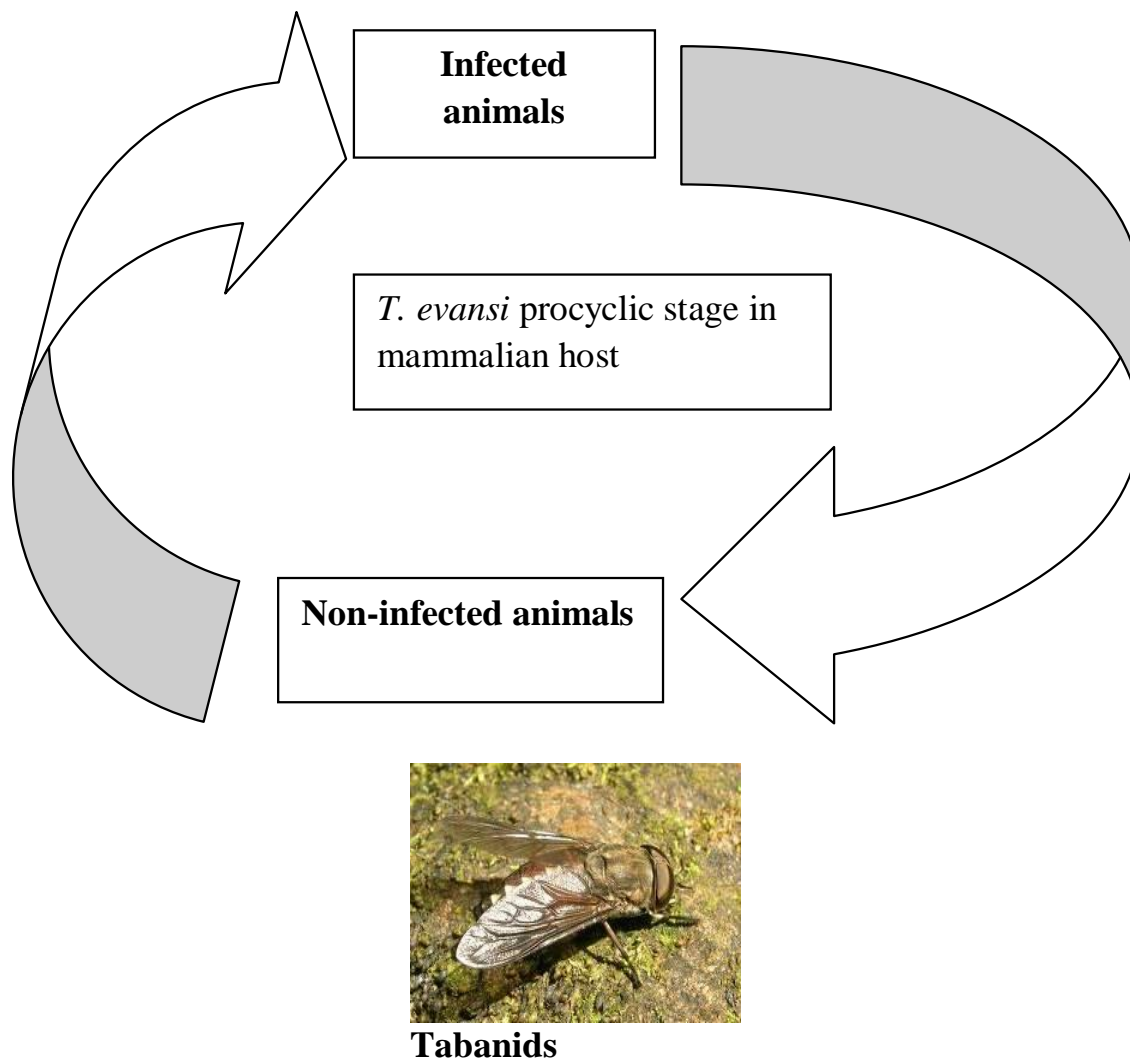 Infected
animals
T. evansi procyclic stage in
mammalian host
Non-infected animals
Tabanids